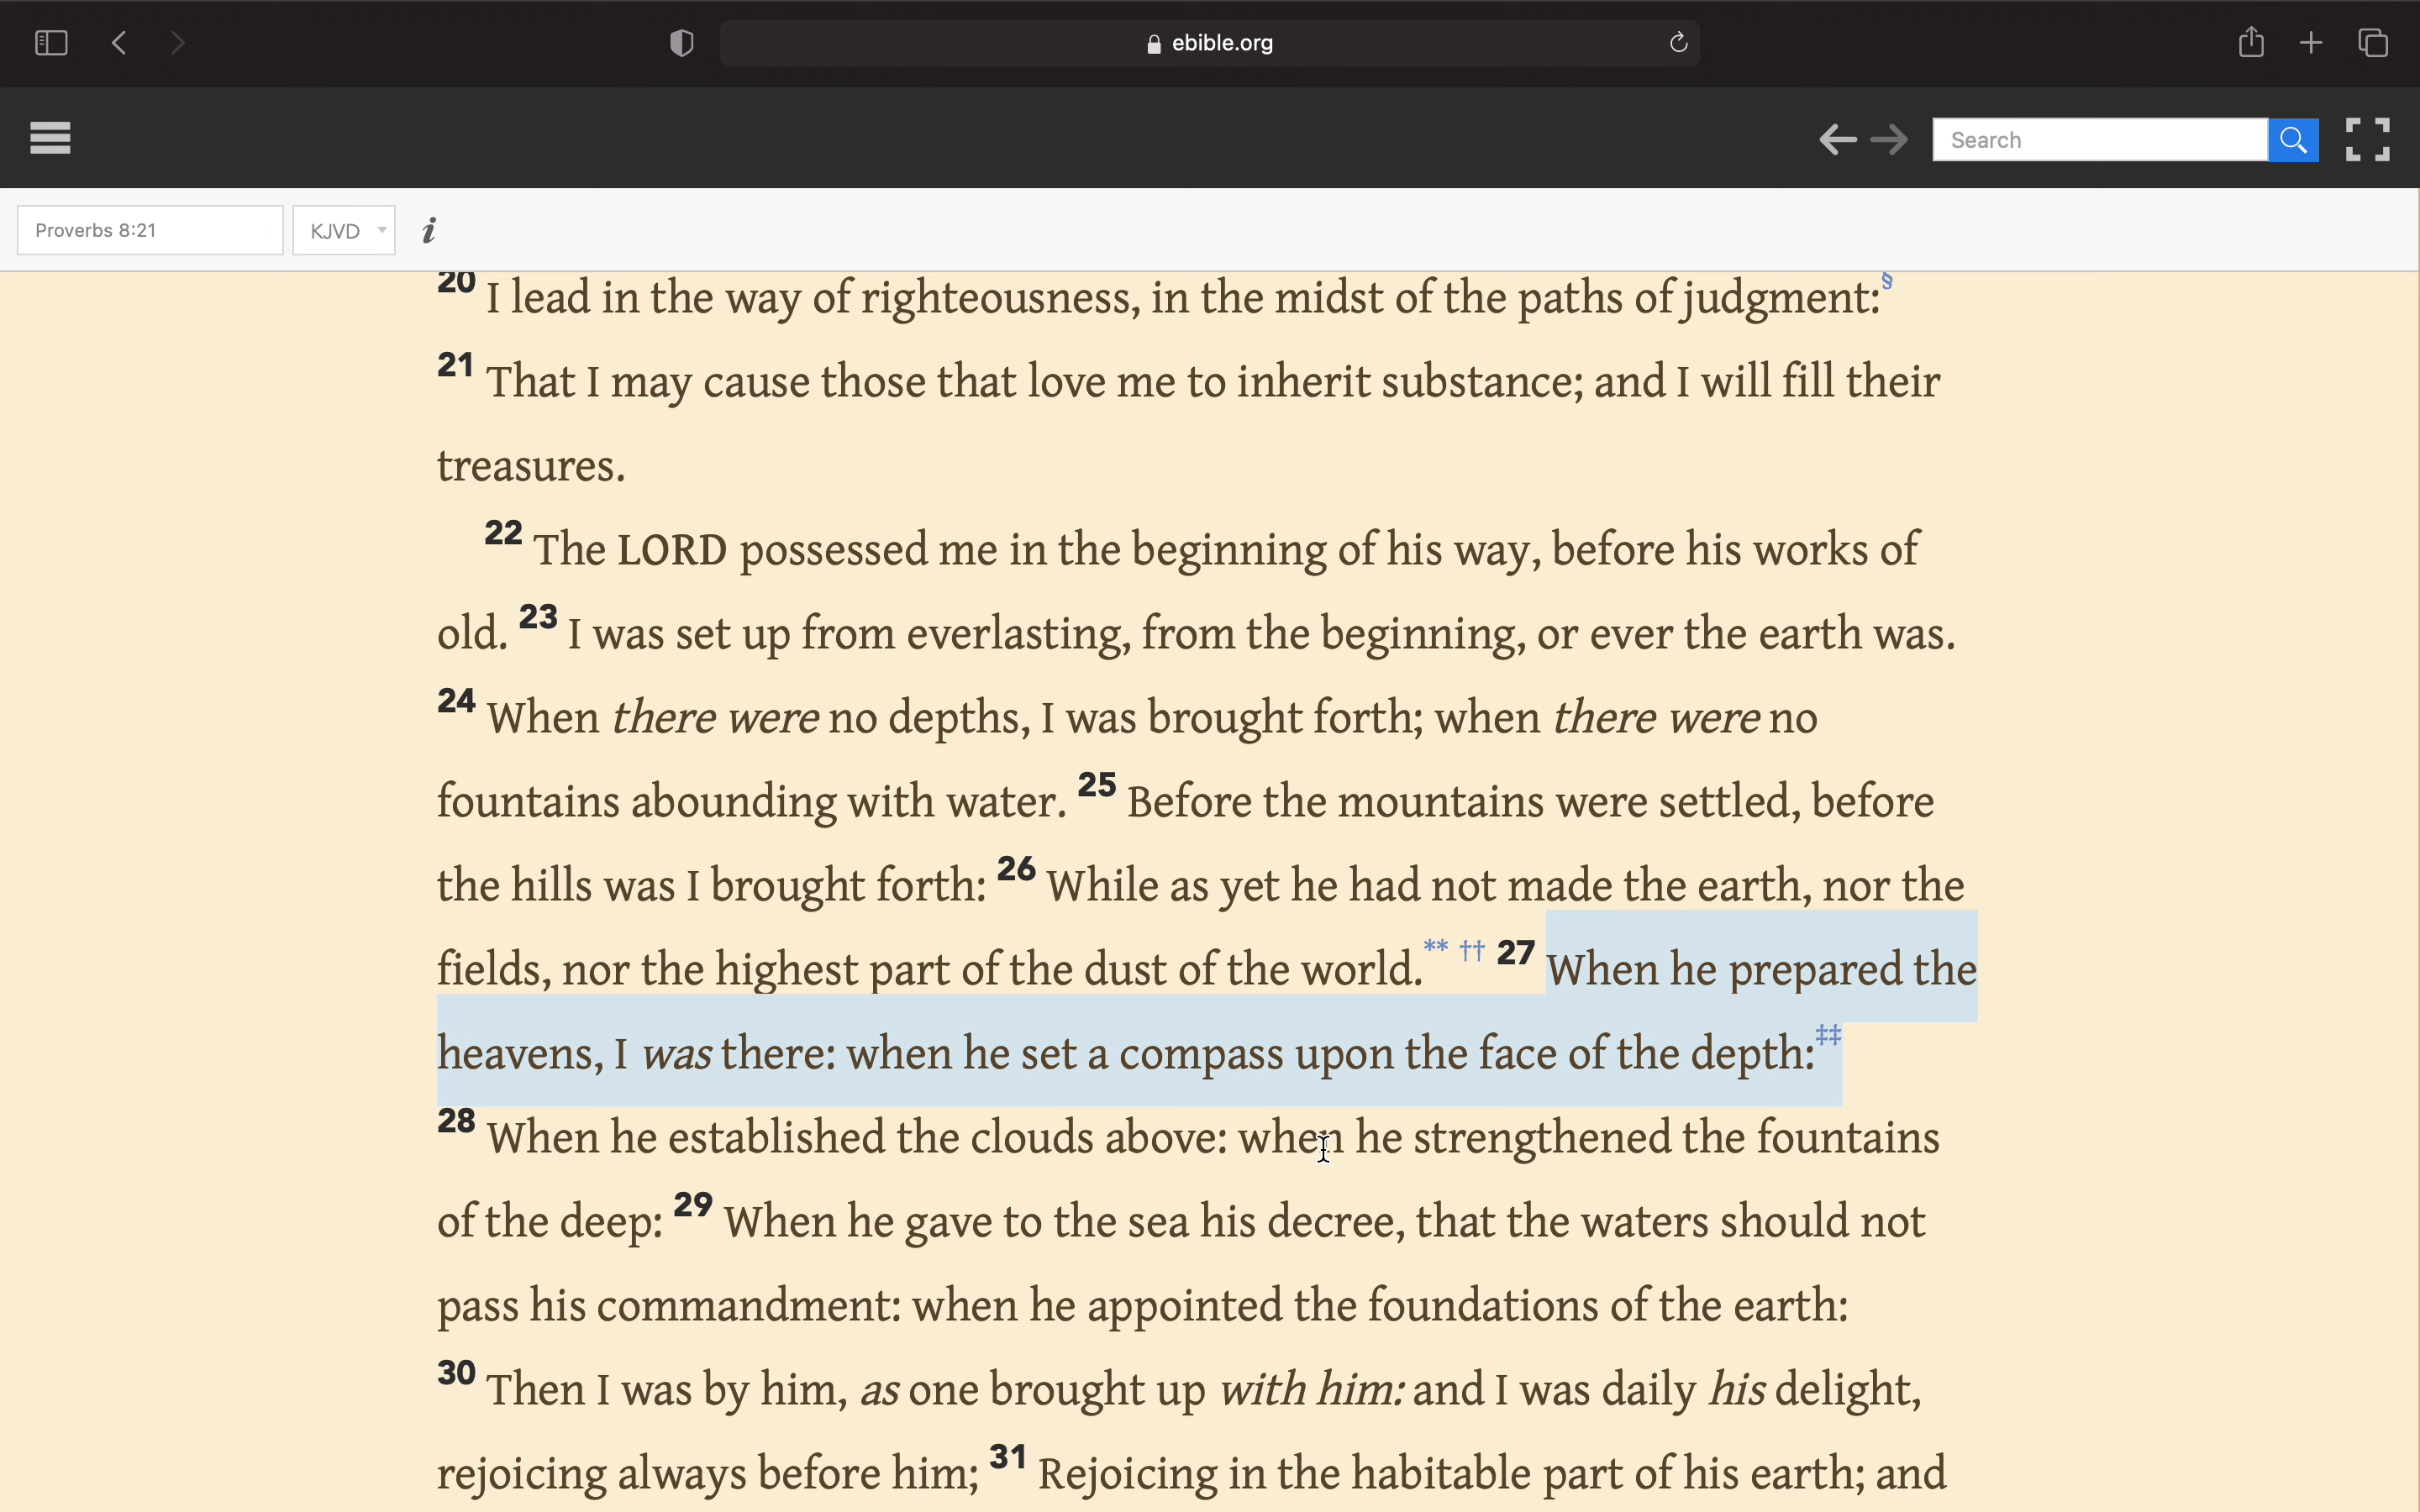 ebible.org
Search
Proverbs 8:21 KJVD i
20 I lead in the way of righteousness, in the midst of the paths of judgment:§
21 That I may cause those that love me to inherit substance; and I will fill their
treasures.
22 The LORD possessed me in the beginning of his way, before his works of
old. 23 I was set up from everlasting, from the beginning, or ever the earth was.
24 When there were no depths, I was brought forth; when there were no
fountains abounding with water. 25 Before the mountains were settled, before
the hills was I brought forth: 26 While as yet he had not made the earth, nor the
fields, nor the highest part of the dust of the world.** †† 27 When he prepared the
heavens, I was there: when he set a compass upon the face of the depth:‡‡
28 When he established the clouds above: when he strengthened the fountains
of the deep: 29 When he gave to the sea his decree, that the waters should not
pass his commandment: when he appointed the foundations of the earth:
30 Then I was by him, as one brought up with him: and I was daily his delight,
rejoicing always before him; 31 Rejoicing in the habitable part of his earth; and